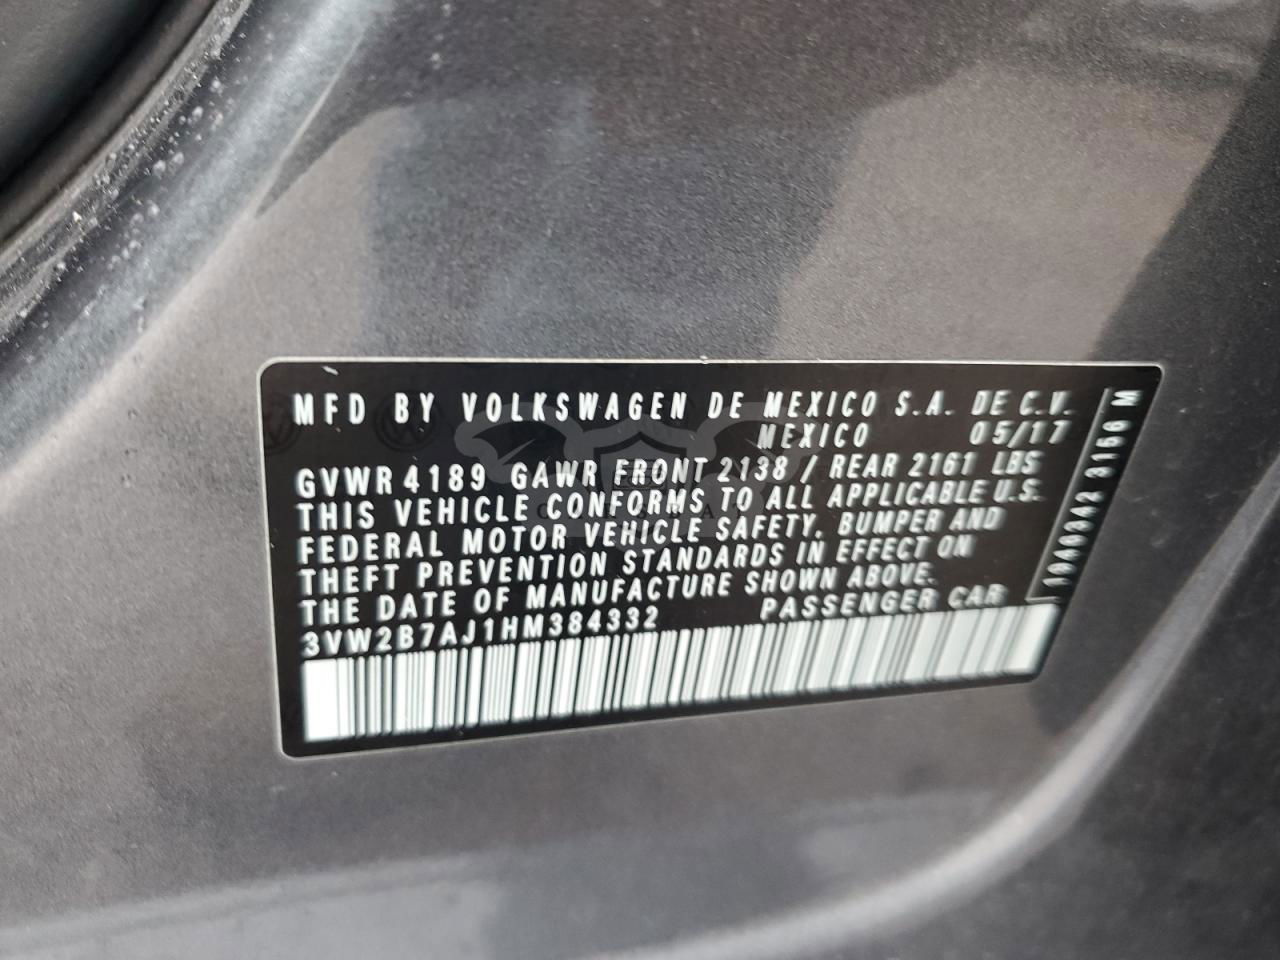 MFD BY VOLKSWAGEN DE MEXICO S.A. DE C.V.
MEXICO 05/17
GVWR 4189 GAWR FRONT 2138 / REAR 2161 LBS
THIS VEHICLE CONFORMS TO ALL APPLICABLE U.S.
FEDERAL MOTOR VEHICLE SAFETY, BUMPER AND
THEFT PREVENTION STANDARDS IN EFFECT ON
THE DATE OF MANUFACTURE SHOWN ABOVE.
3VW2B7AJ1HM384332 PASSENGER CAR
3156 M